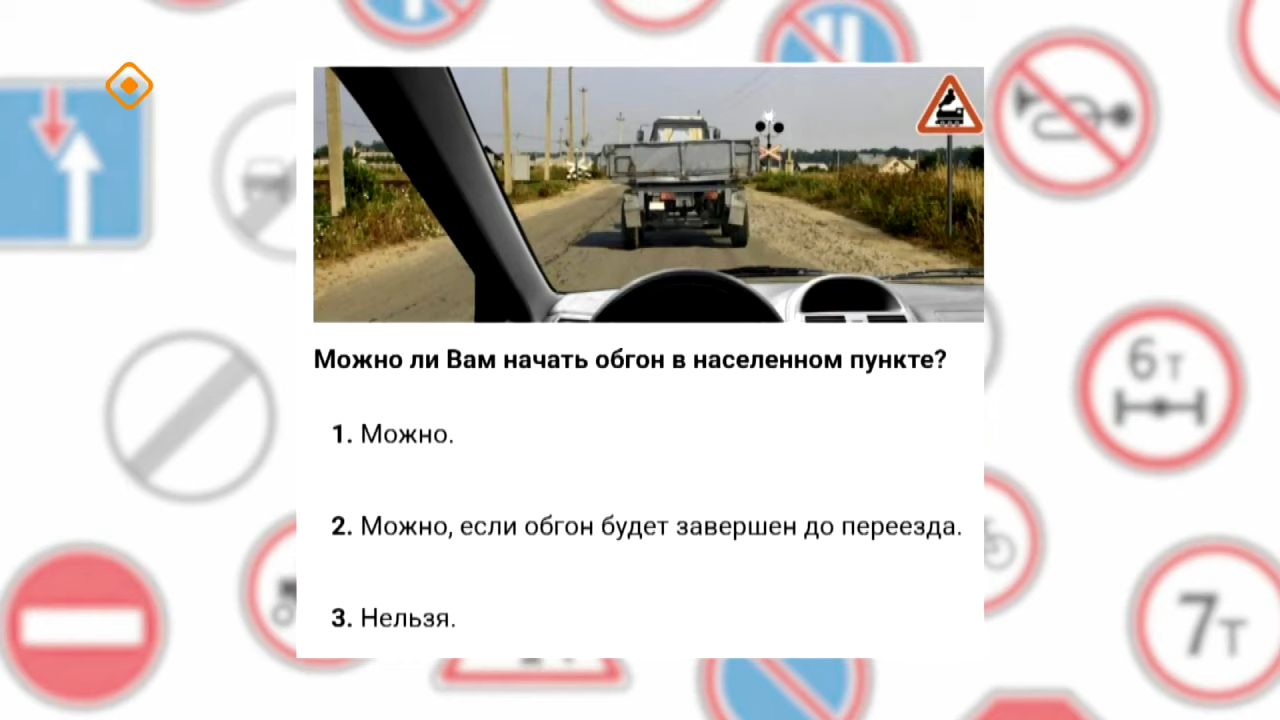 Можно ли Вам начать обгон в населенном пункте?
1. Можно.
2. Можно, если обгон будет завершен до переезда.
3. Нельзя.
6т
7т